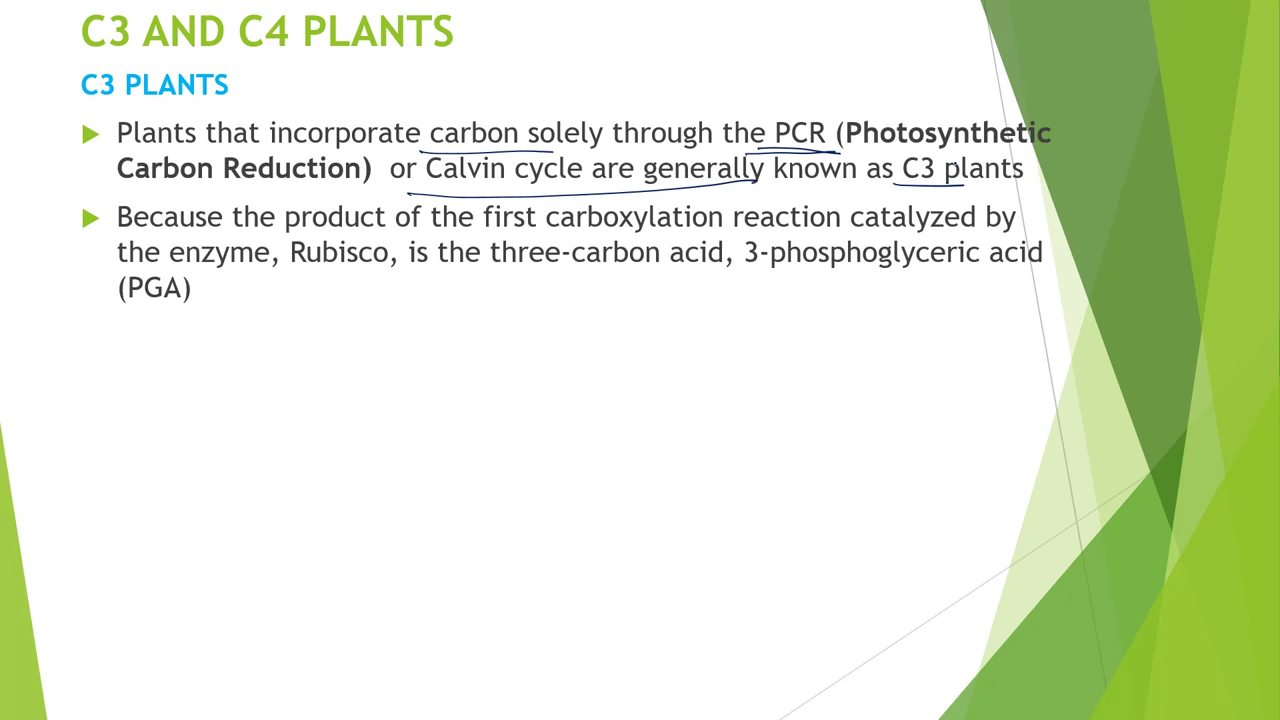 C3 AND C4 PLANTS
C3 PLANTS
Plants that incorporate carbon solely through the PCR (Photosynthetic
Carbon Reduction) or Calvin cycle are generally known as C3 plants
Because the product of the first carboxylation reaction catalyzed by
the enzyme, Rubisco, is the three-carbon acid, 3-phosphoglyceric acid
(PGA)